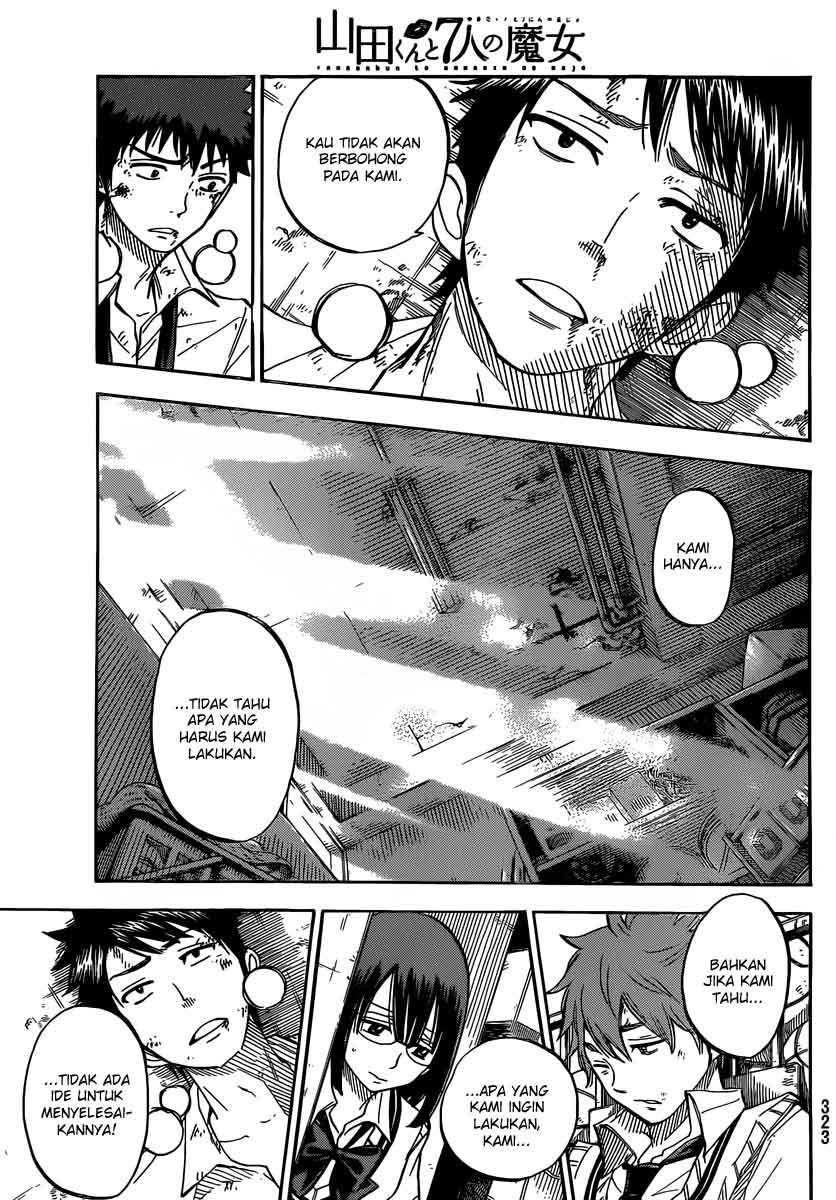 山田くんと7人の魔女
KAU TIDAK AKAN
BERBOHONG
PADA KAMI.
KAMI
HANYA...
...TIDAK TAHU
APA YANG
HARUS KAMI
LAKUKAN.
BAHKAN
JIKA KAMI
TAHU...
...APA YANG
KAMI INGIN
LAKUKAN,
KAMI...
...TIDAK ADA
IDE UNTUK
MENYELESAI-
KANNYA!
323